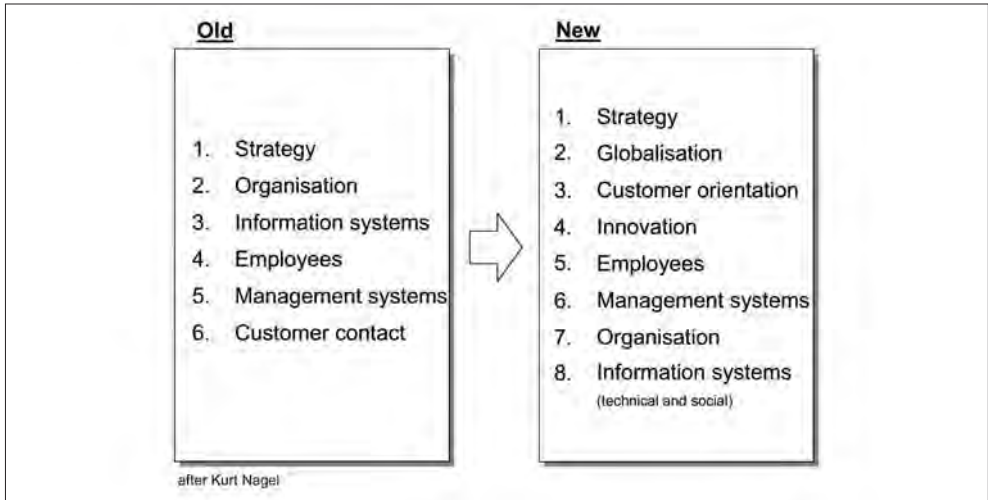 Old
1. Strategy
2. Organisation
3. Information systems
4. Employees
5. Management systems
6. Customer contact
after Kurt Nagel
New
1. Strategy
2. Globalisation
3. Customer orientation
4. Innovation
5. Employees
6. Management systems
7. Organisation
8. Information systems
(technical and social)